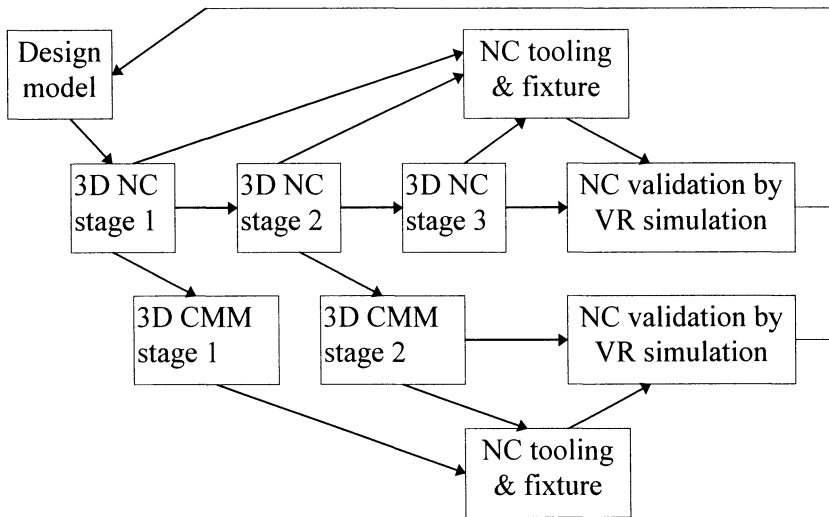 Design
model
NC tooling
& fixture
3D NC
stage 1
3D NC
stage 2
3D NC
stage 3
NC validation by
VR simulation
3D CMM
stage 1
3D CMM
stage 2
NC validation by
VR simulation
NC tooling
& fixture